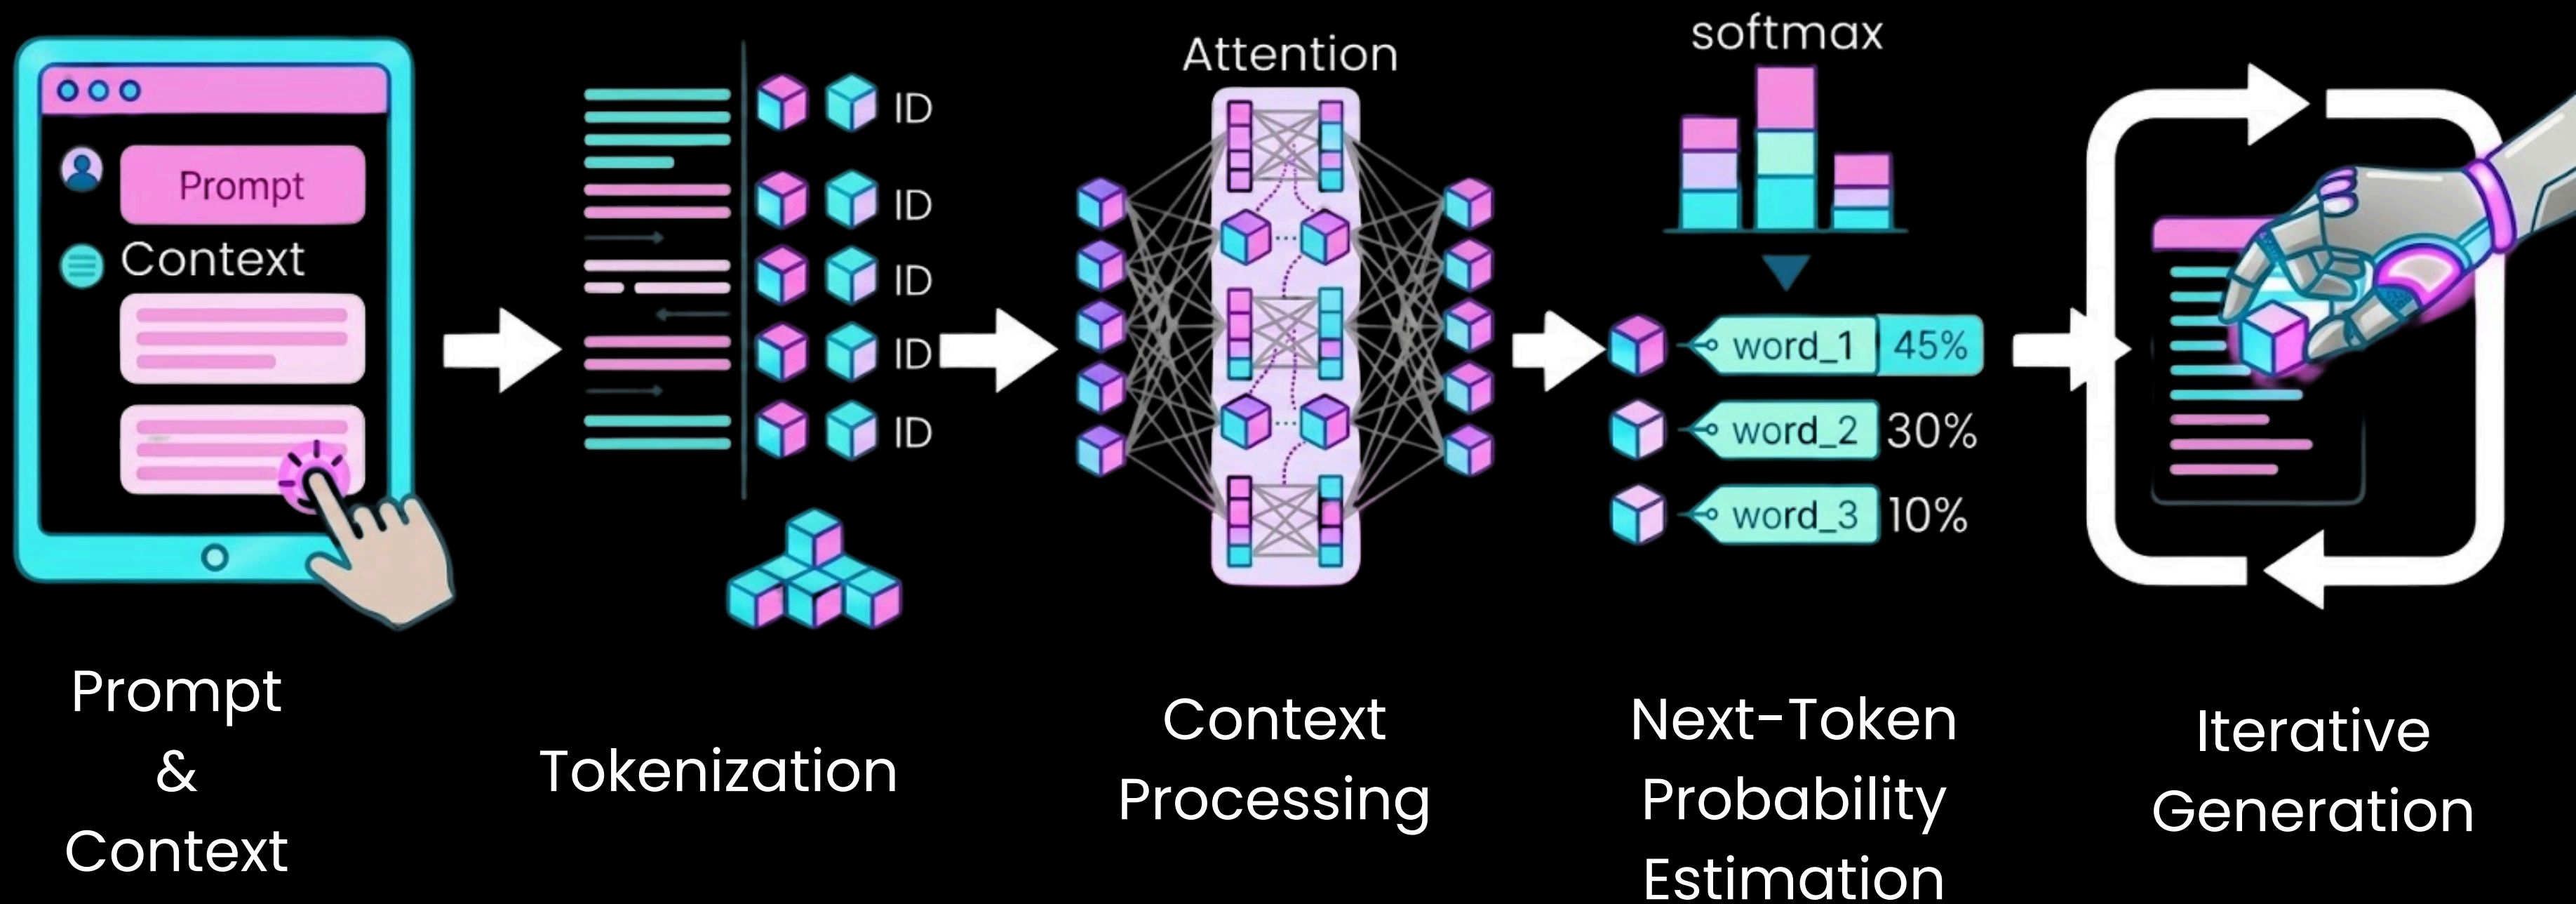 Prompt
Context
ID
ID
ID
ID
ID
Attention
softmax
word_1 45%
word_2 30%
word_3 10%
Prompt
&
Context
Tokenization
Context
Processing
Next-Token
Probability
Estimation
Iterative
Generation